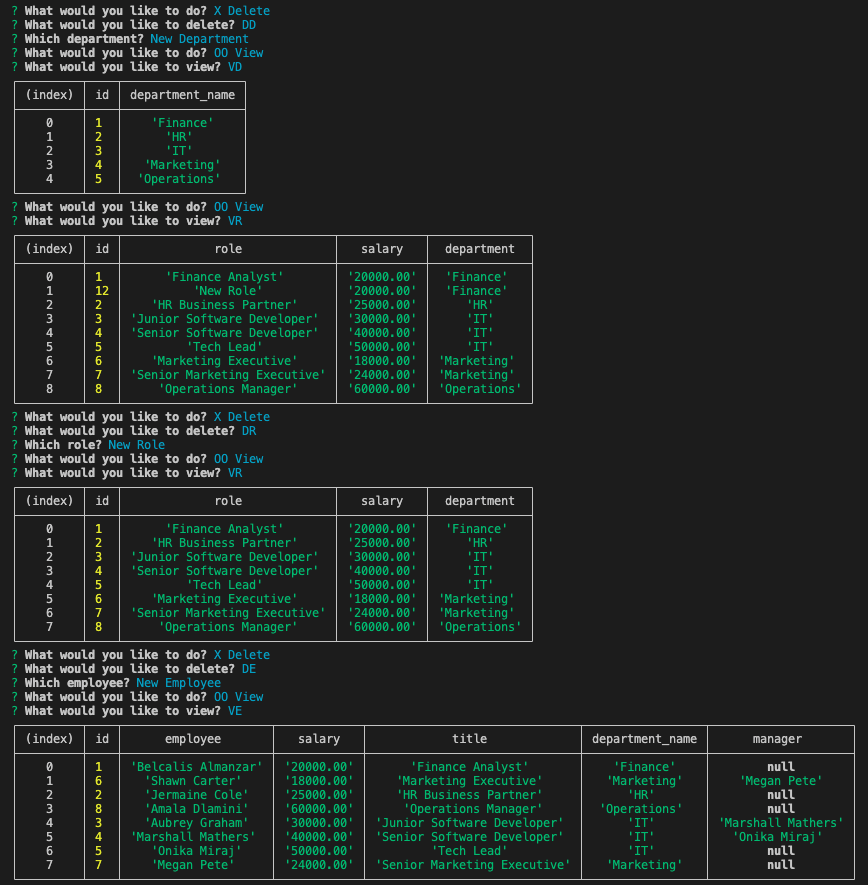 ? What would you like to do? X Delete
? What would you like to delete? DD
? Which department? New Department
? What would you like to do? OO View
? What would you like to view? VD
(index) id department_name
0 1 'Finance'
1 2 'HR'
2 3 'IT'
3 4 'Marketing'
4 5 'Operations'
? What would you like to do? OO View
? What would you like to view? VR
(index) id role salary department
0 1 'Finance Analyst' '20000.00' 'Finance'
1 12 'New Role' '20000.00' 'Finance'
2 2 'HR Business Partner' '25000.00' 'HR'
3 3 'Junior Software Developer' '30000.00' 'IT'
4 4 'Senior Software Developer' '40000.00' 'IT'
5 5 'Tech Lead' '50000.00' 'IT'
6 6 'Marketing Executive' '18000.00' 'Marketing'
7 7 'Senior Marketing Executive' '24000.00' 'Marketing'
8 8 'Operations Manager' '60000.00' 'Operations'
? What would you like to do? X Delete
? What would you like to delete? DR
? Which role? New Role
? What would you like to do? OO View
? What would you like to view? VR
(index) id role salary department
0 1 'Finance Analyst' '20000.00' 'Finance'
1 2 'HR Business Partner' '25000.00' 'HR'
2 3 'Junior Software Developer' '30000.00' 'IT'
3 4 'Senior Software Developer' '40000.00' 'IT'
4 5 'Tech Lead' '50000.00' 'IT'
5 6 'Marketing Executive' '18000.00' 'Marketing'
6 7 'Senior Marketing Executive' '24000.00' 'Marketing'
7 8 'Operations Manager' '60000.00' 'Operations'
? What would you like to do? X Delete
? What would you like to delete? DE
? Which employee? New Employee
? What would you like to do? OO View
? What would you like to view? VE
(index) id employee salary title department_name manager
0 1 'Belcalis Almanzar' '20000.00' 'Finance Analyst' 'Finance' null
1 6 'Shawn Carter' '18000.00' 'Marketing Executive' 'Marketing' 'Megan Pete'
2 2 'Jermaine Cole' '25000.00' 'HR Business Partner' 'HR' null
3 8 'Amala Dlamini' '60000.00' 'Operations Manager' 'Operations' null
4 3 'Aubrey Graham' '30000.00' 'Junior Software Developer' 'IT' 'Marshall Mathers'
5 4 'Marshall Mathers' '40000.00' 'Senior Software Developer' 'IT' 'Onika Miraj'
6 5 'Onika Miraj' '50000.00' 'Tech Lead' 'IT' null
7 7 'Megan Pete' '24000.00' 'Senior Marketing Executive' 'Marketing' null